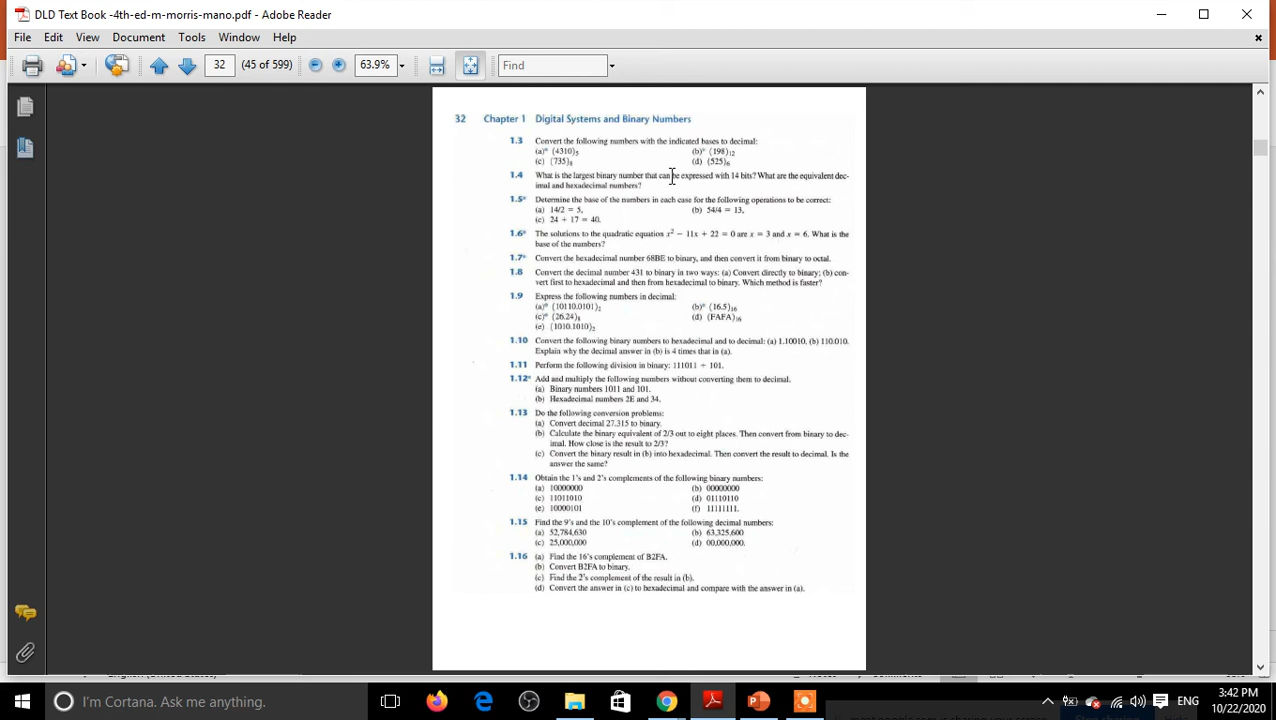 DLD Text Book -4th-ed-m-morris-mano.pdf - Adobe Reader
File Edit View Document Tools Window Help
32 (45 of 599) 63.9% Find
32 Chapter 1 Digital Systems and Binary Numbers
1.3 Convert the following numbers with the indicated bases to decimal:
(a)* (4310)5 (b)* (198)12
(c) (735)8 (d) (525)6
1.4 What is the largest binary number that can be expressed with 14 bits? What are the equivalent dec-
imal and hexadecimal numbers?
1.5* Determine the base of the numbers in each case for the following operations to be correct:
(a) 14/2 = 5, (b) 54/4 = 13,
(c) 24 + 17 = 40.
1.6* The solutions to the quadratic equation x² − 11x + 22 = 0 are x = 3 and x = 6. What is the
base of the numbers?
1.7* Convert the hexadecimal number 68BE to binary, and then convert it from binary to octal.
1.8 Convert the decimal number 431 to binary in two ways: (a) Convert directly to binary; (b) con-
vert first to hexadecimal and then from hexadecimal to binary. Which method is faster?
1.9 Express the following numbers in decimal:
(a)* (10110.0101)2 (b)* (16.5)16
(c)* (26.24)8 (d) (FAFA)16
(e) (1010.1010)2
1.10 Convert the following binary numbers to hexadecimal and to decimal: (a) 1.10010, (b) 110.010.
Explain why the decimal answer in (b) is 4 times that in (a).
1.11 Perform the following division in binary: 111011 ÷ 101.
1.12* Add and multiply the following numbers without converting them to decimal.
(a) Binary numbers 1011 and 101.
(b) Hexadecimal numbers 2E and 34.
1.13 Do the following conversion problems:
(a) Convert decimal 27.315 to binary.
(b) Calculate the binary equivalent of 2/3 out to eight places. Then convert from binary to dec-
imal. How close is the result to 2/3?
(c) Convert the binary result in (b) into hexadecimal. Then convert the result to decimal. Is the
answer the same?
1.14 Obtain the 1's and 2's complements of the following binary numbers:
(a) 10000000 (b) 00000000
(c) 11011010 (d) 01110110
(e) 10000101 (f) 11111111.
1.15 Find the 9's and the 10's complement of the following decimal numbers:
(a) 52,784,630 (b) 63,325,600
(c) 25,000,000 (d) 00,000,000.
1.16 (a) Find the 16's complement of B2FA.
(b) Convert B2FA to binary.
(c) Find the 2's complement of the result in (b).
(d) Convert the answer in (c) to hexadecimal and compare with the answer in (a).
I'm Cortana. Ask me anything. ENG 3:49 PM
10/22/2020